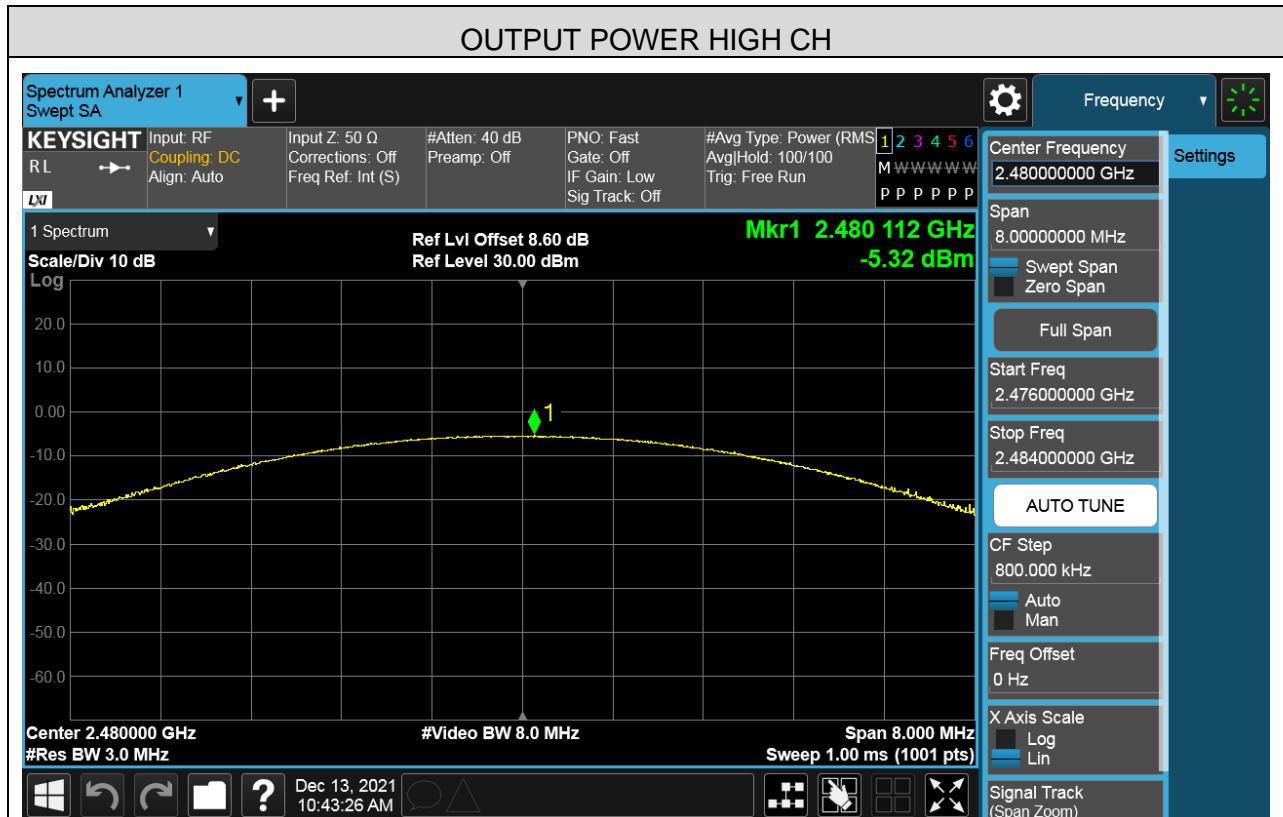 OUTPUT POWER HIGH CH
Spectrum Analyzer 1
Swept SA
Frequency
KEYSIGHT
RL
LXI
Input: RF
Coupling: DC
Align: Auto
Input Z: 50 Ω
Corrections: Off
Freq Ref: Int (S)
#Atten: 40 dB
Preamp: Off
PNO: Fast
Gate: Off
IF Gain: Low
Sig Track: Off
#Avg Type: Power (RMS
Avg|Hold: 100/100
Trig: Free Run
1 2 3 4 5 6
M W W W W W
P P P P P P
Center Frequency
2.480000000 GHz
Settings
1 Spectrum
Scale/Div 10 dB
Ref Lvl Offset 8.60 dB
Ref Level 30.00 dBm
Mkr1 2.480 112 GHz
-5.32 dBm
Log
20.0
10.0
0.00
-10.0
-20.0
-30.0
-40.0
-50.0
-60.0
1
Center 2.480000 GHz
#Video BW 8.0 MHz
Span 8.000 MHz
#Res BW 3.0 MHz
Sweep 1.00 ms (1001 pts)
Span
8.00000000 MHz
Swept Span
Zero Span
Full Span
Start Freq
2.476000000 GHz
Stop Freq
2.484000000 GHz
AUTO TUNE
CF Step
800.000 kHz
Auto
Man
Freq Offset
0 Hz
X Axis Scale
Log
Lin
Signal Track
(Span Zoom)
?
Dec 13, 2021
10:43:26 AM